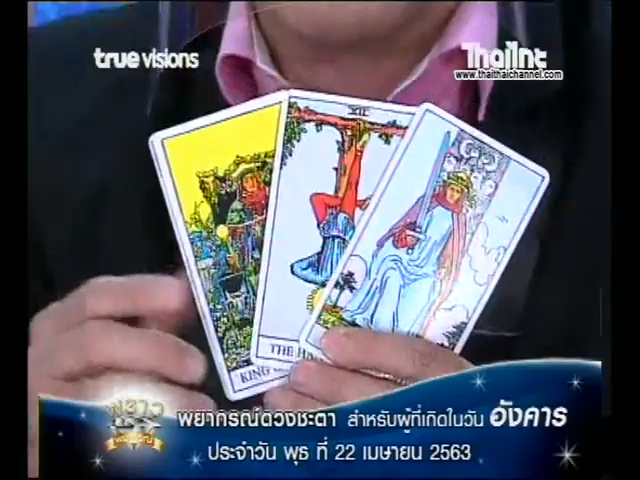 true visions
ThaiThai
www.thaithaichannel.com
XII
THE HA
KING
พยากรณ์ดวงชะตา สำหรับผู้ที่เกิดในวัน อังคาร
ประจำวัน พุธ ที่ 22 เมษายน 2563